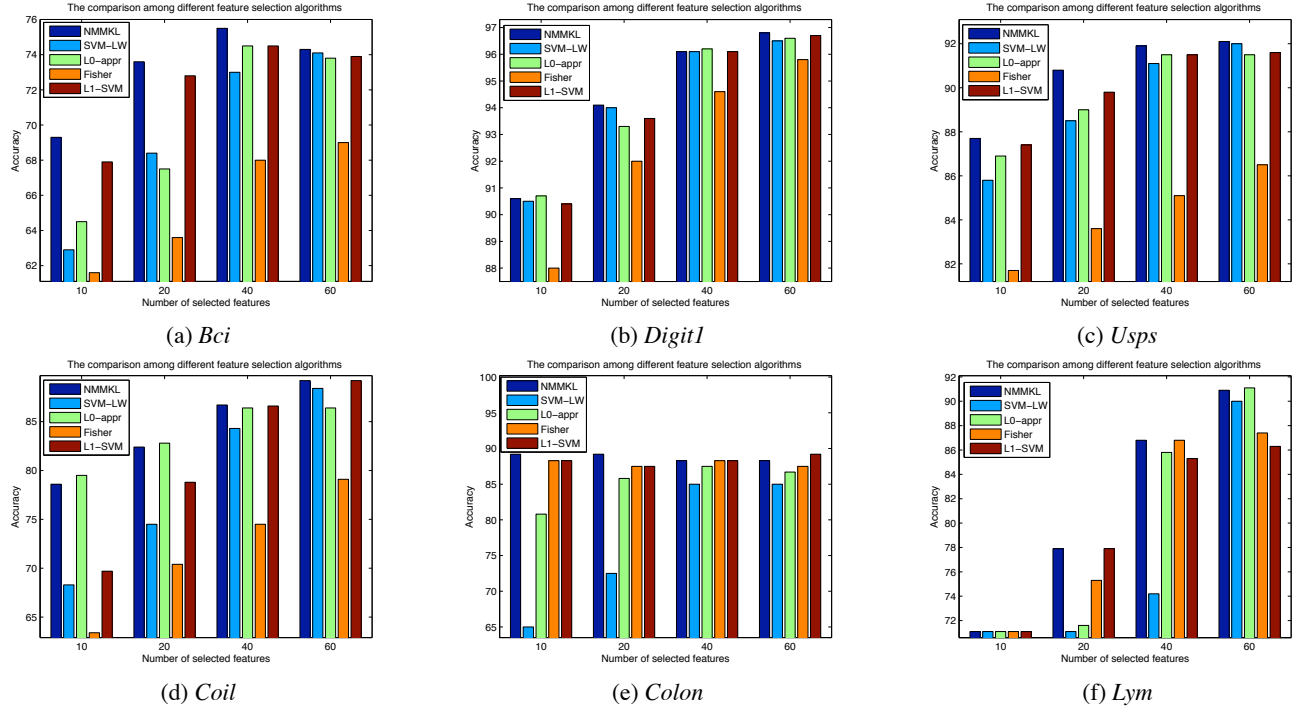 The comparison among different feature selection algorithms
NMMKL
SVM-LW
L0-appr
Fisher
L1-SVM
Accuracy
76
74
72
70
68
66
64
62
10
20
40
60
Number of selected features
(a) Bci
The comparison among different feature selection algorithms
NMMKL
SVM-LW
L0-appr
Fisher
L1-SVM
Accuracy
96
95
94
93
92
91
90
89
88
10
20
40
60
Number of selected features
(b) Digit1
The comparison among different feature selection algorithms
NMMKL
SVM-LW
L0-appr
Fisher
L1-SVM
Accuracy
92
90
88
86
84
82
10
20
40
60
Number of selected features
(c) Usps
The comparison among different feature selection algorithms
NMMKL
SVM-LW
L0-appr
Fisher
L1-SVM
Accuracy
85
80
75
70
65
10
20
40
60
Number of selected features
(d) Coil
The comparison among different feature selection algorithms
NMMKL
SVM-LW
L0-appr
Fisher
L1-SVM
Accuracy
100
95
90
85
80
75
70
65
10
20
40
60
Number of selected features
(e) Colon
The comparison among different feature selection algorithms
NMMKL
SVM-LW
L0-appr
Fisher
L1-SVM
Accuracy
92
90
88
86
84
82
80
78
76
74
72
10
20
40
60
Number of selected features
(f) Lym